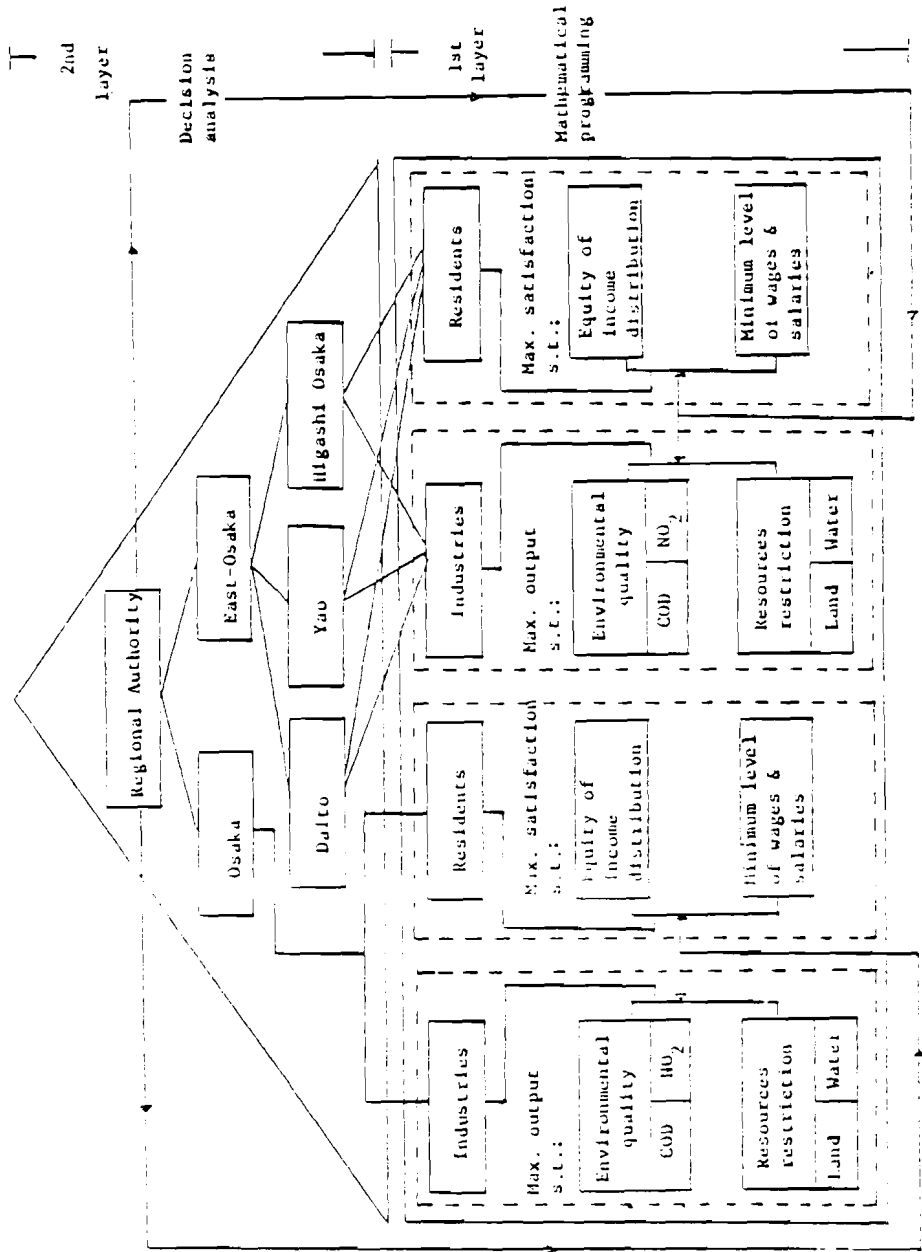 2nd
layer
Decision
analysis
1st
layer
Mathematical
programming
Regional Authority
Osaka
East-Osaka
Daito
Yao
Higashi Osaka
Industries
Max. output
s.t.:
Environmental
quality
COD NO2
Resources
restriction
Land Water
Residents
Max. satisfaction
s.t.:
Equity of
income
distribution
Minimum level
of wages &
salaries
Industries
Max. output
s.t.:
Environmental
quality
COD NO2
Resources
restriction
Land Water
Residents
Max. satisfaction
s.t.:
Equity of
income
distribution
Minimum level
of wages &
salaries